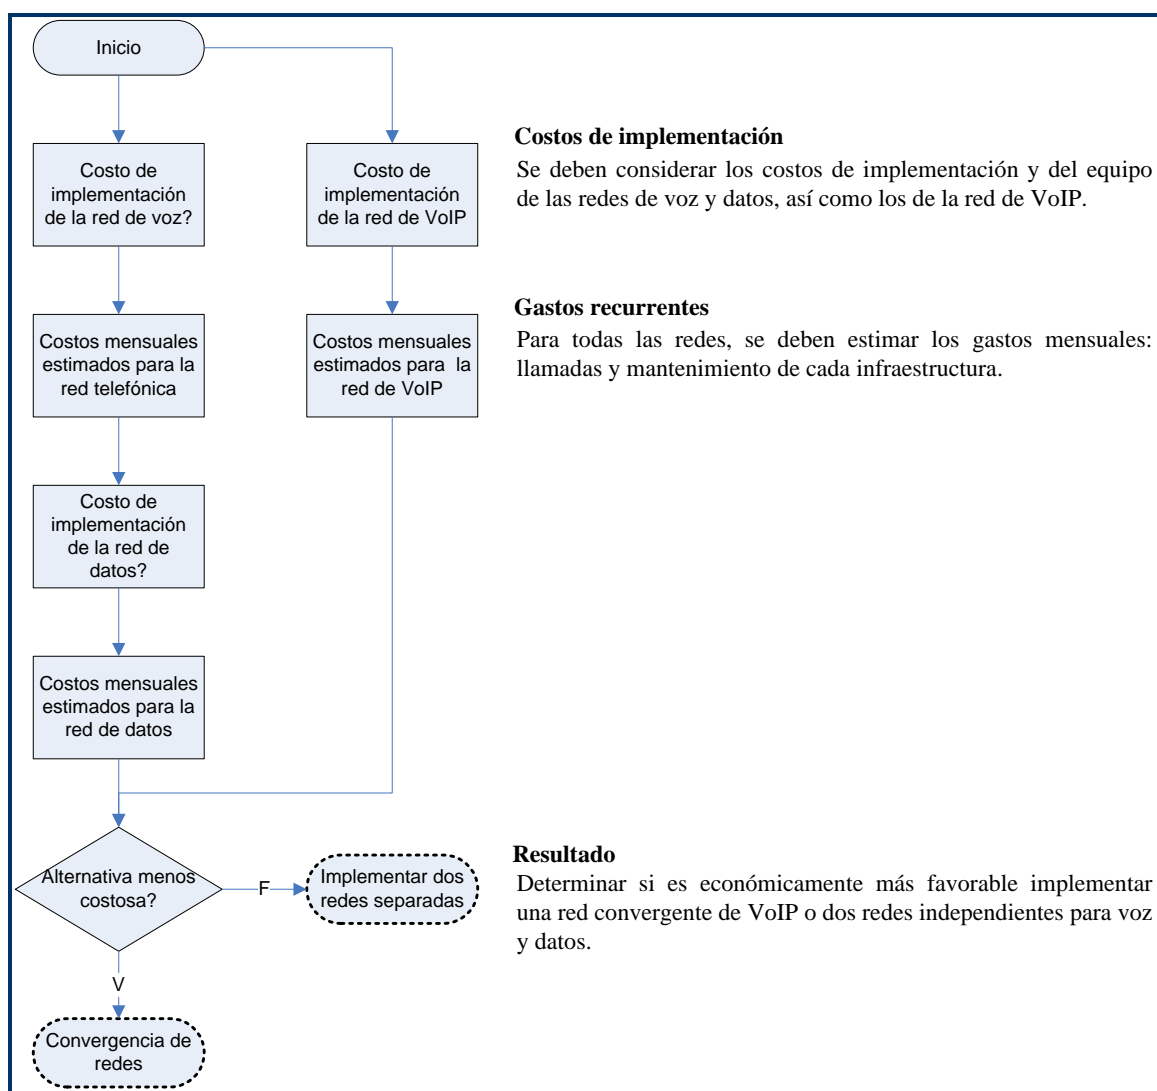 Inicio
Costo de
implementación
de la red de voz?
Costo de
implementación
de la red de VoIP
Costos de implementación
Se deben considerar los costos de implementación y del equipo
de las redes de voz y datos, así como los de la red de VoIP.
Costos mensuales
estimados para la
red telefónica
Costos mensuales
estimados para la
red de VoIP
Gastos recurrentes
Para todas las redes, se deben estimar los gastos mensuales:
llamadas y mantenimiento de cada infraestructura.
Costo de
implementación
de la red de
datos?
Costos mensuales
estimados para la
red de datos
Alternativa menos
costosa?
F
Implementar dos
redes separadas
Resultado
Determinar si es económicamente más favorable implementar
una red convergente de VoIP o dos redes independientes para voz
y datos.
V
Convergencia de
redes